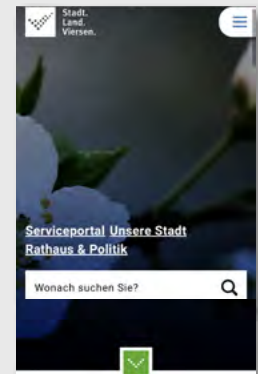 Stadt.
Land.
Viersen.
Serviceportal Unsere Stadt
Rathaus & Politik
Wonach suchen Sie?